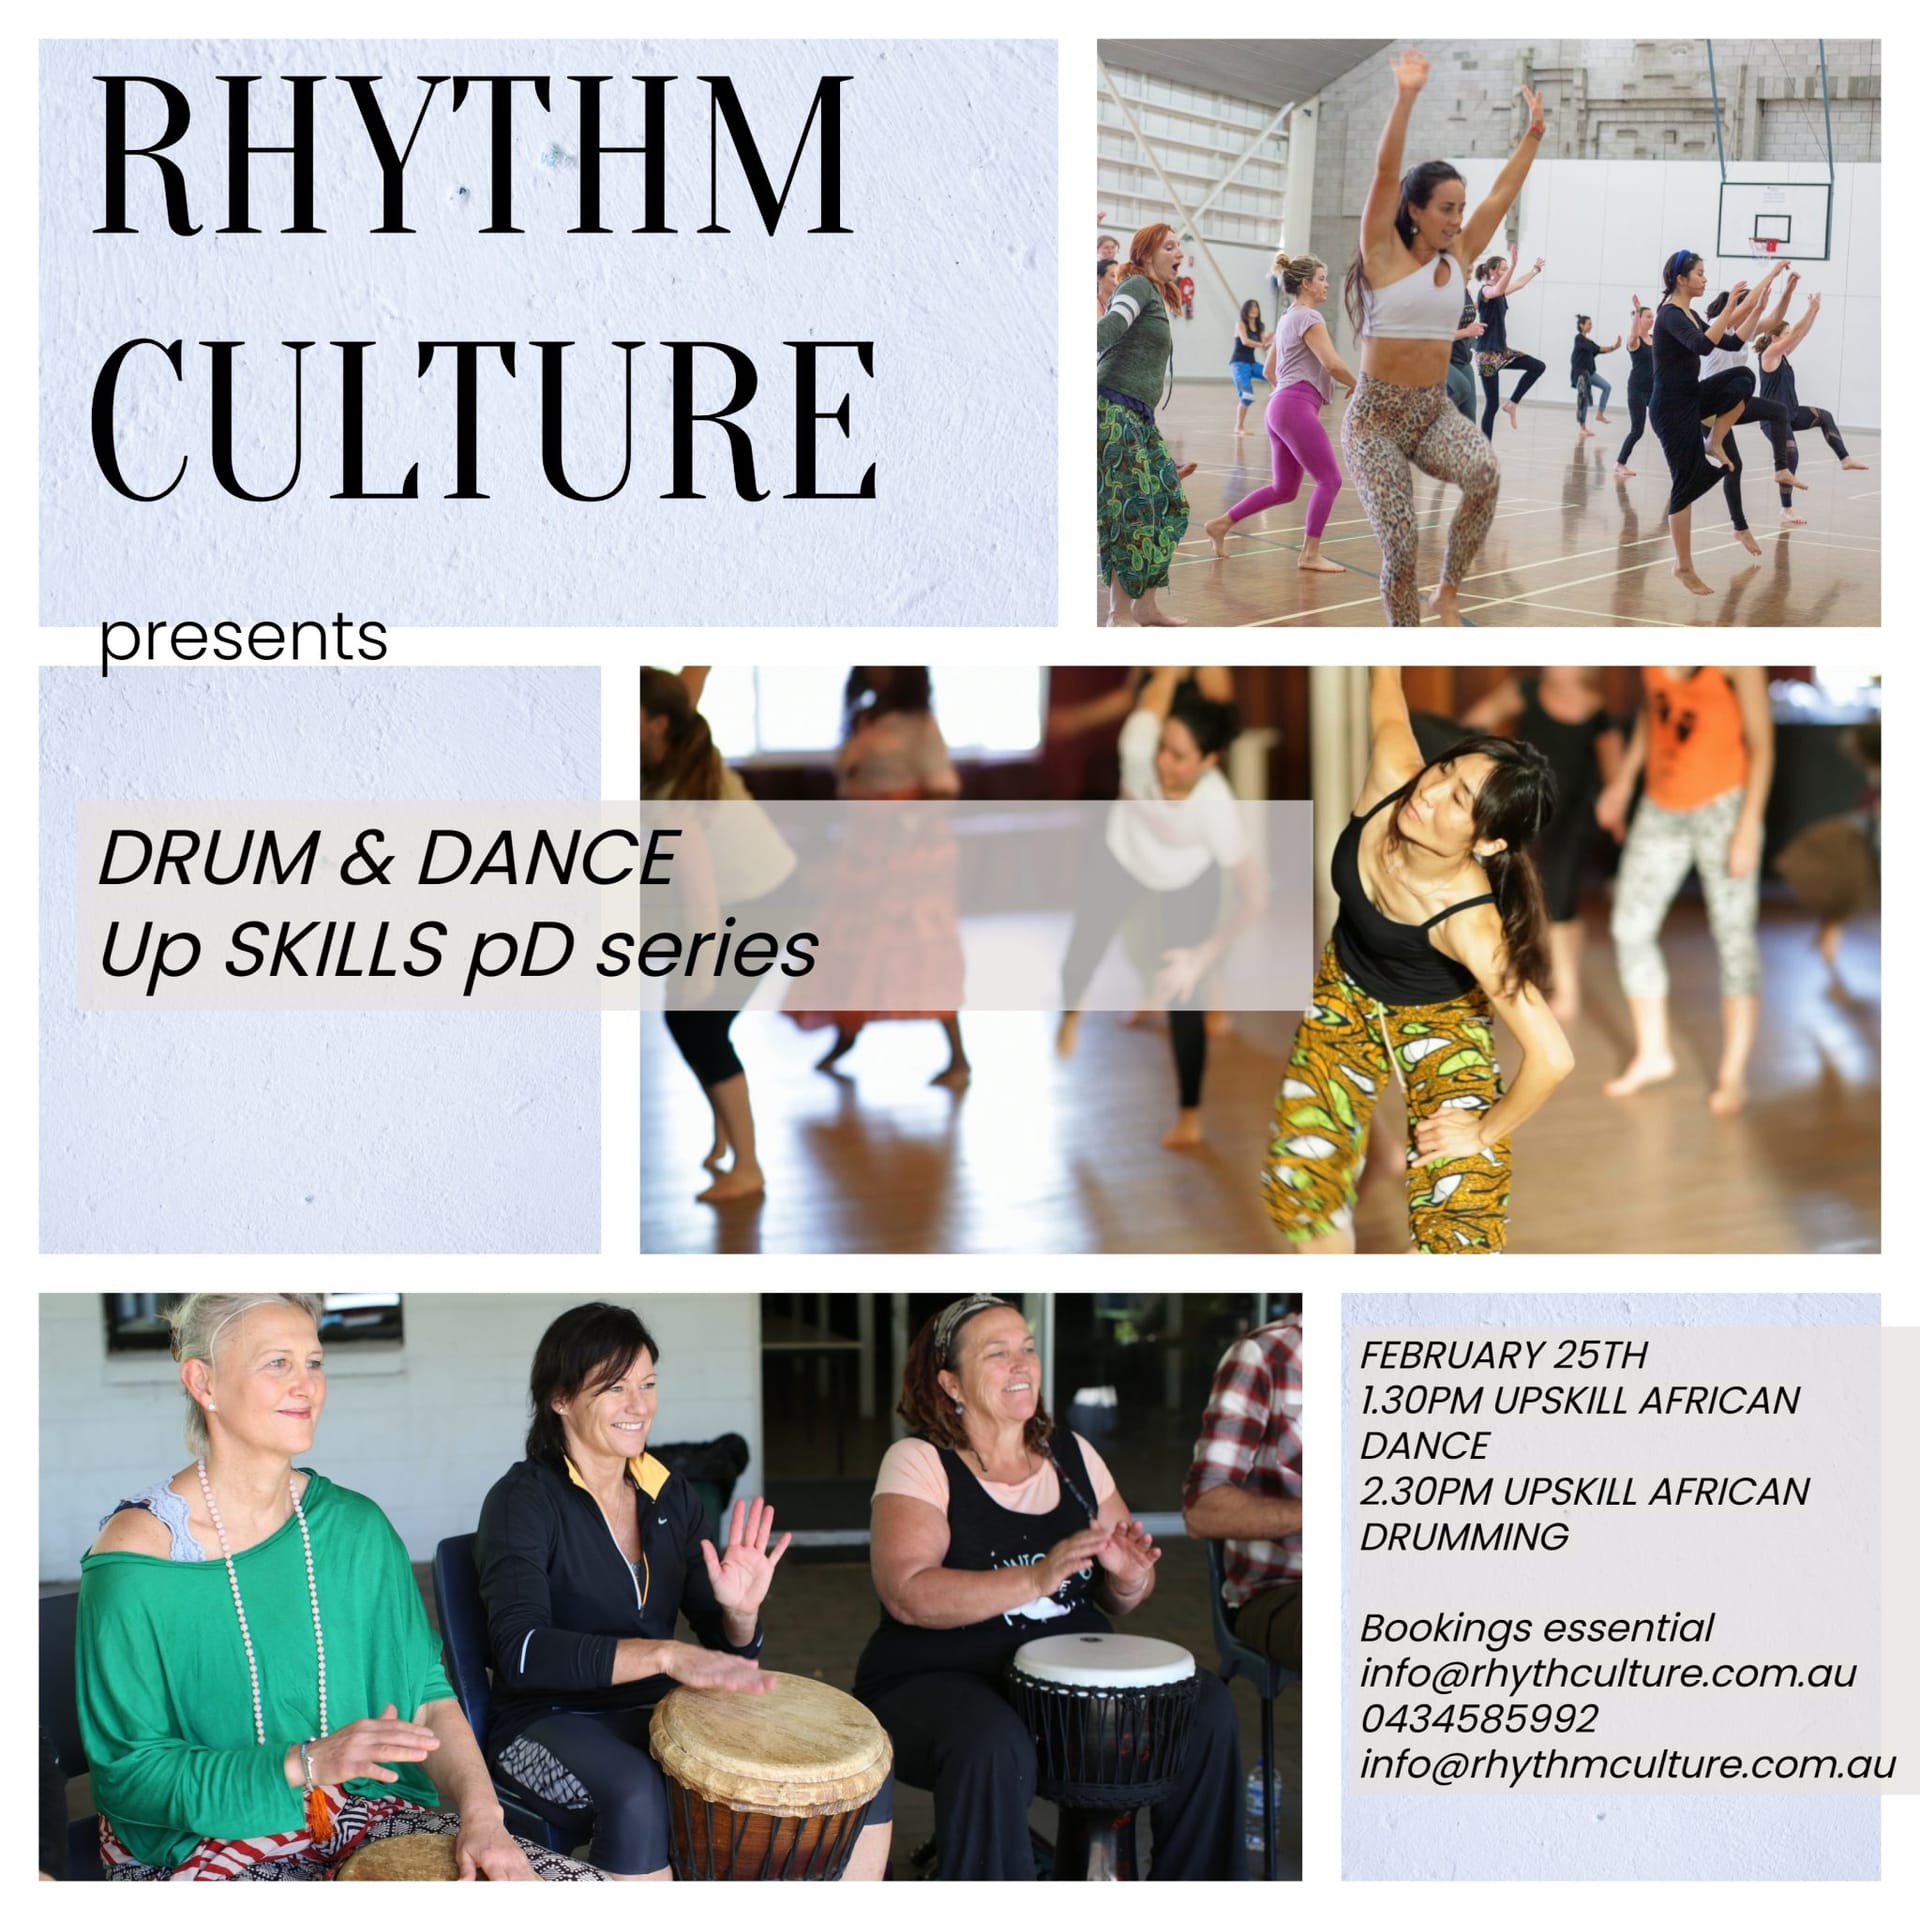 RHYTHM
CULTURE
presents
DRUM & DANCE
Up SKILLS pD series
FEBRUARY 25TH
1.30PM UPSKILL AFRICAN
DANCE
2.30PM UPSKILL AFRICAN
DRUMMING
Bookings essential
info@rhythculture.com.au
0434585992
info@rhythmculture.com.au